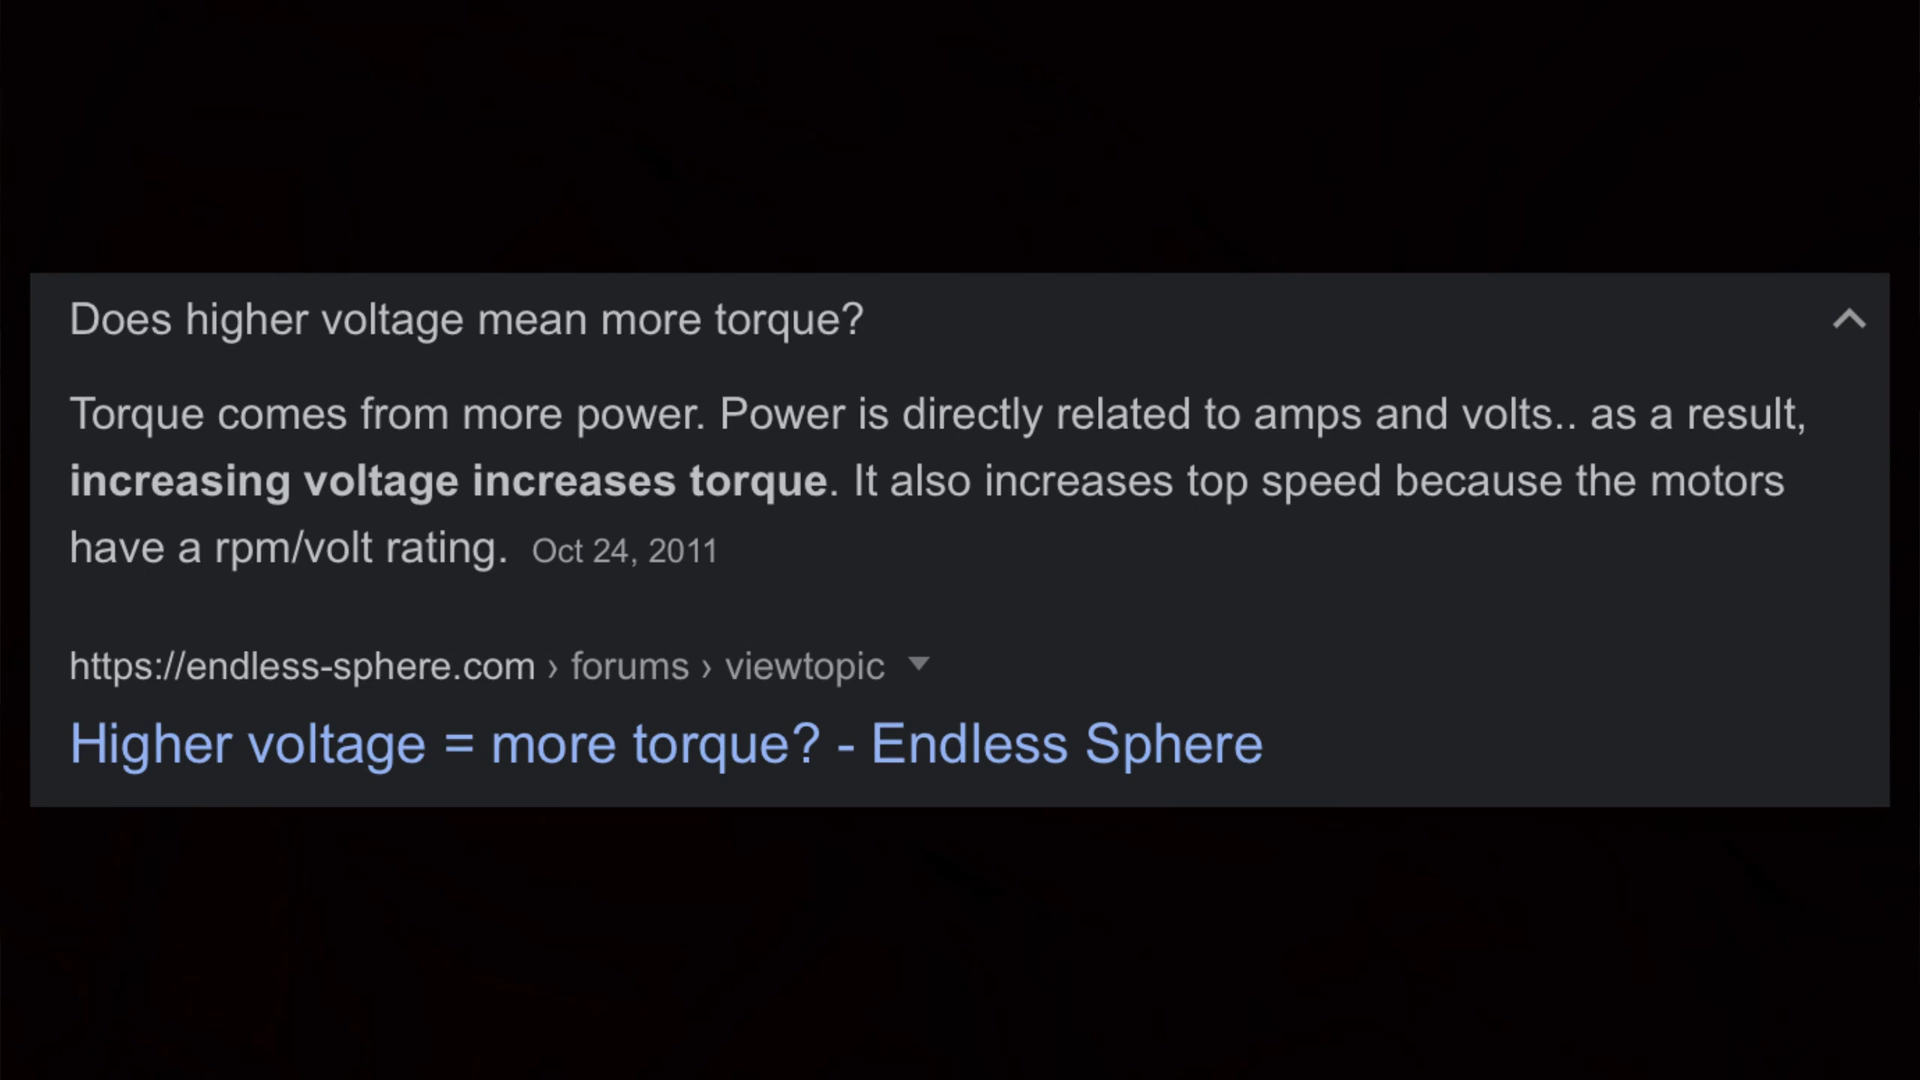 Does higher voltage mean more torque?
Torque comes from more power. Power is directly related to amps and volts.. as a result,
increasing voltage increases torque. It also increases top speed because the motors
have a rpm/volt rating. Oct 24, 2011
https://endless-sphere.com › forums › viewtopic
Higher voltage = more torque? - Endless Sphere